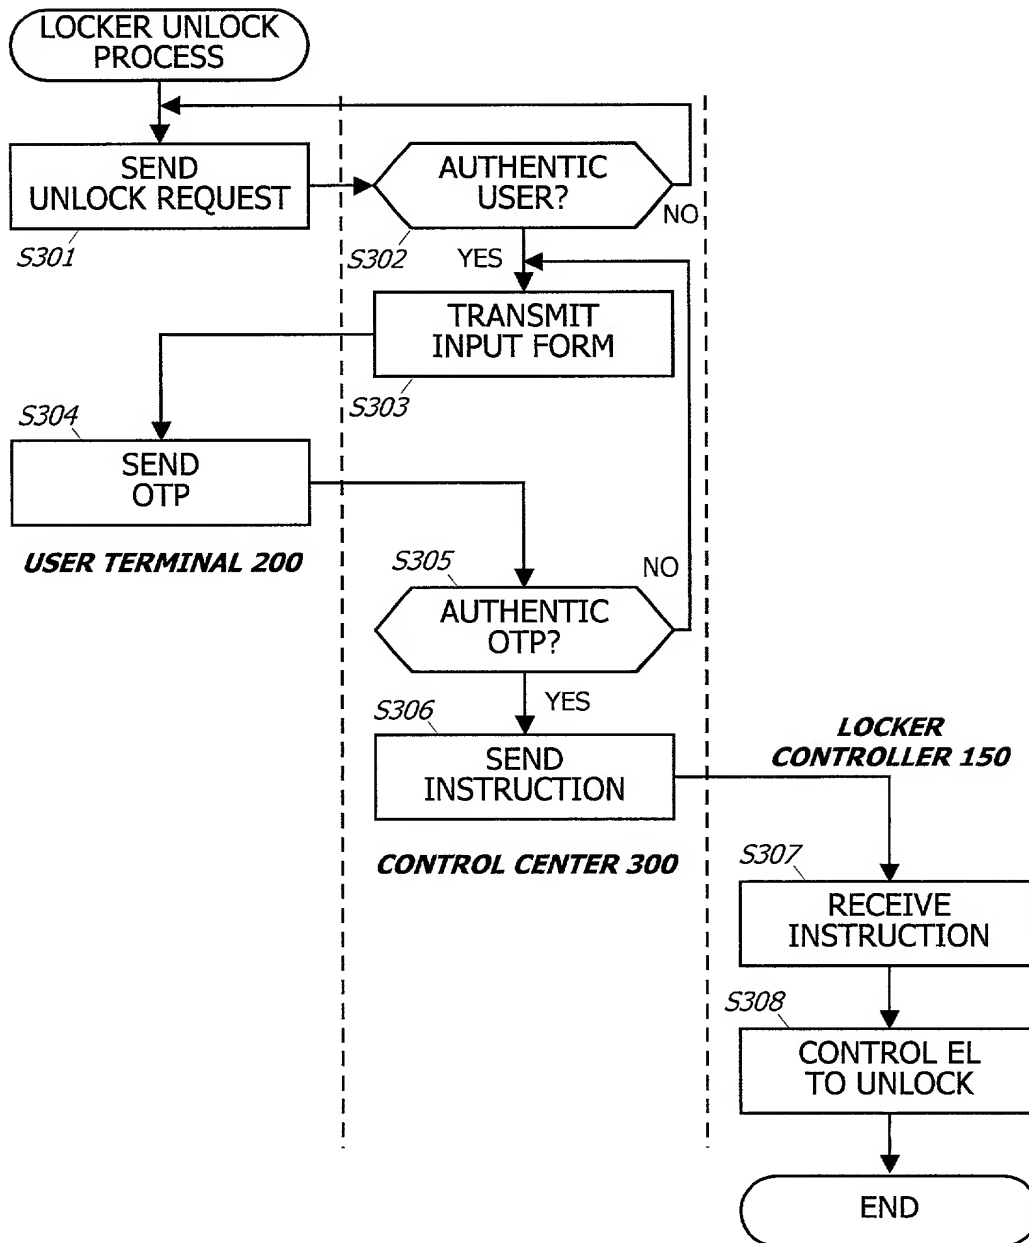 LOCKER UNLOCK
PROCESS
SEND
UNLOCK REQUEST
S301
AUTHENTIC
USER?
NO
S302
YES
TRANSMIT
INPUT FORM
S303
S304
SEND
OTP
USER TERMINAL 200
S305
NO
AUTHENTIC
OTP?
YES
S306
SEND
INSTRUCTION
CONTROL CENTER 300
LOCKER
CONTROLLER 150
S307
RECEIVE
INSTRUCTION
S308
CONTROL EL
TO UNLOCK
END